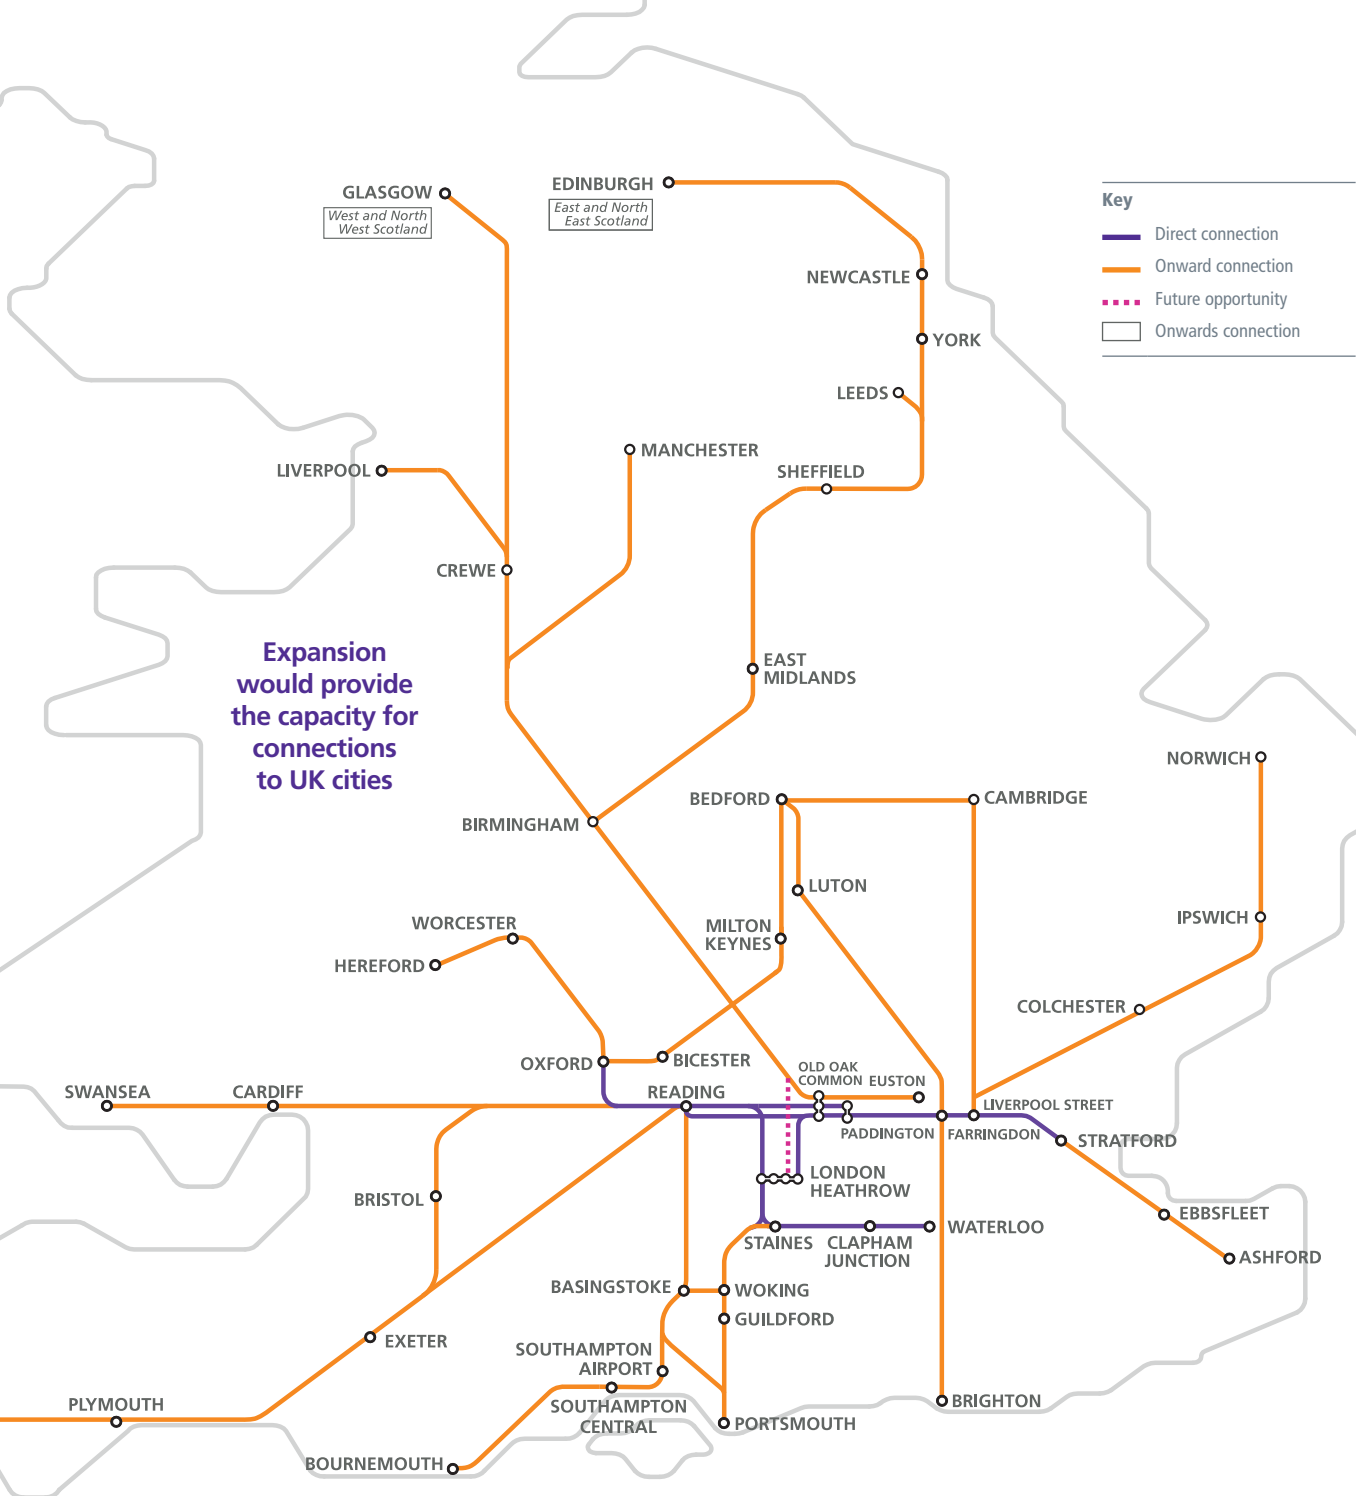 GLASGOW
West and North
West Scotland
EDINBURGH
East and North
East Scotland
Key
Direct connection
Onward connection
Future opportunity
Onwards connection
NEWCASTLE
YORK
LEEDS
MANCHESTER
LIVERPOOL
SHEFFIELD
CREWE
Expansion
would provide
the capacity for
connections
to UK cities
EAST
MIDLANDS
NORWICH
BEDFORD
CAMBRIDGE
BIRMINGHAM
LUTON
WORCESTER
MILTON
KEYNES
IPSWICH
HEREFORD
COLCHESTER
OXFORD
BICESTER
OLD OAK
COMMON
EUSTON
SWANSEA
CARDIFF
READING
LIVERPOOL STREET
PADDINGTON
FARRINGDON
STRATFORD
LONDON
HEATHROW
BRISTOL
EBBSFLEET
STAINES
CLAPHAM
JUNCTION
WATERLOO
ASHFORD
BASINGSTOKE
WOKING
GUILDFORD
EXETER
SOUTHAMPTON
AIRPORT
PLYMOUTH
SOUTHAMPTON
CENTRAL
BRIGHTON
PORTSMOUTH
BOURNEMOUTH